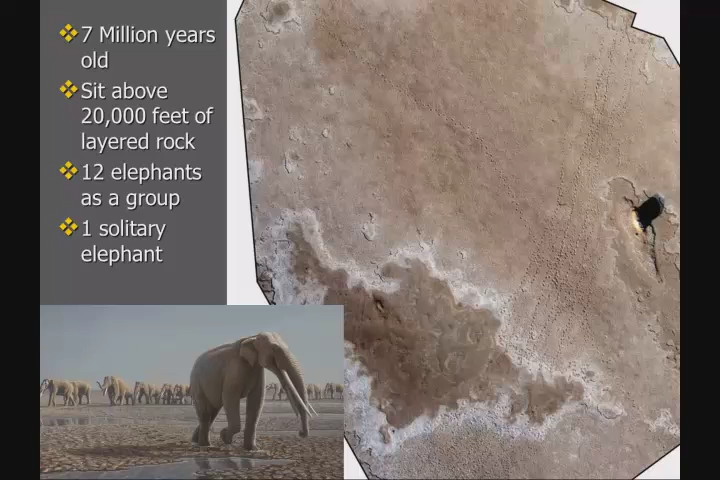 7 Million years
old
Sit above
20,000 feet of
layered rock
12 elephants
as a group
1 solitary
elephant